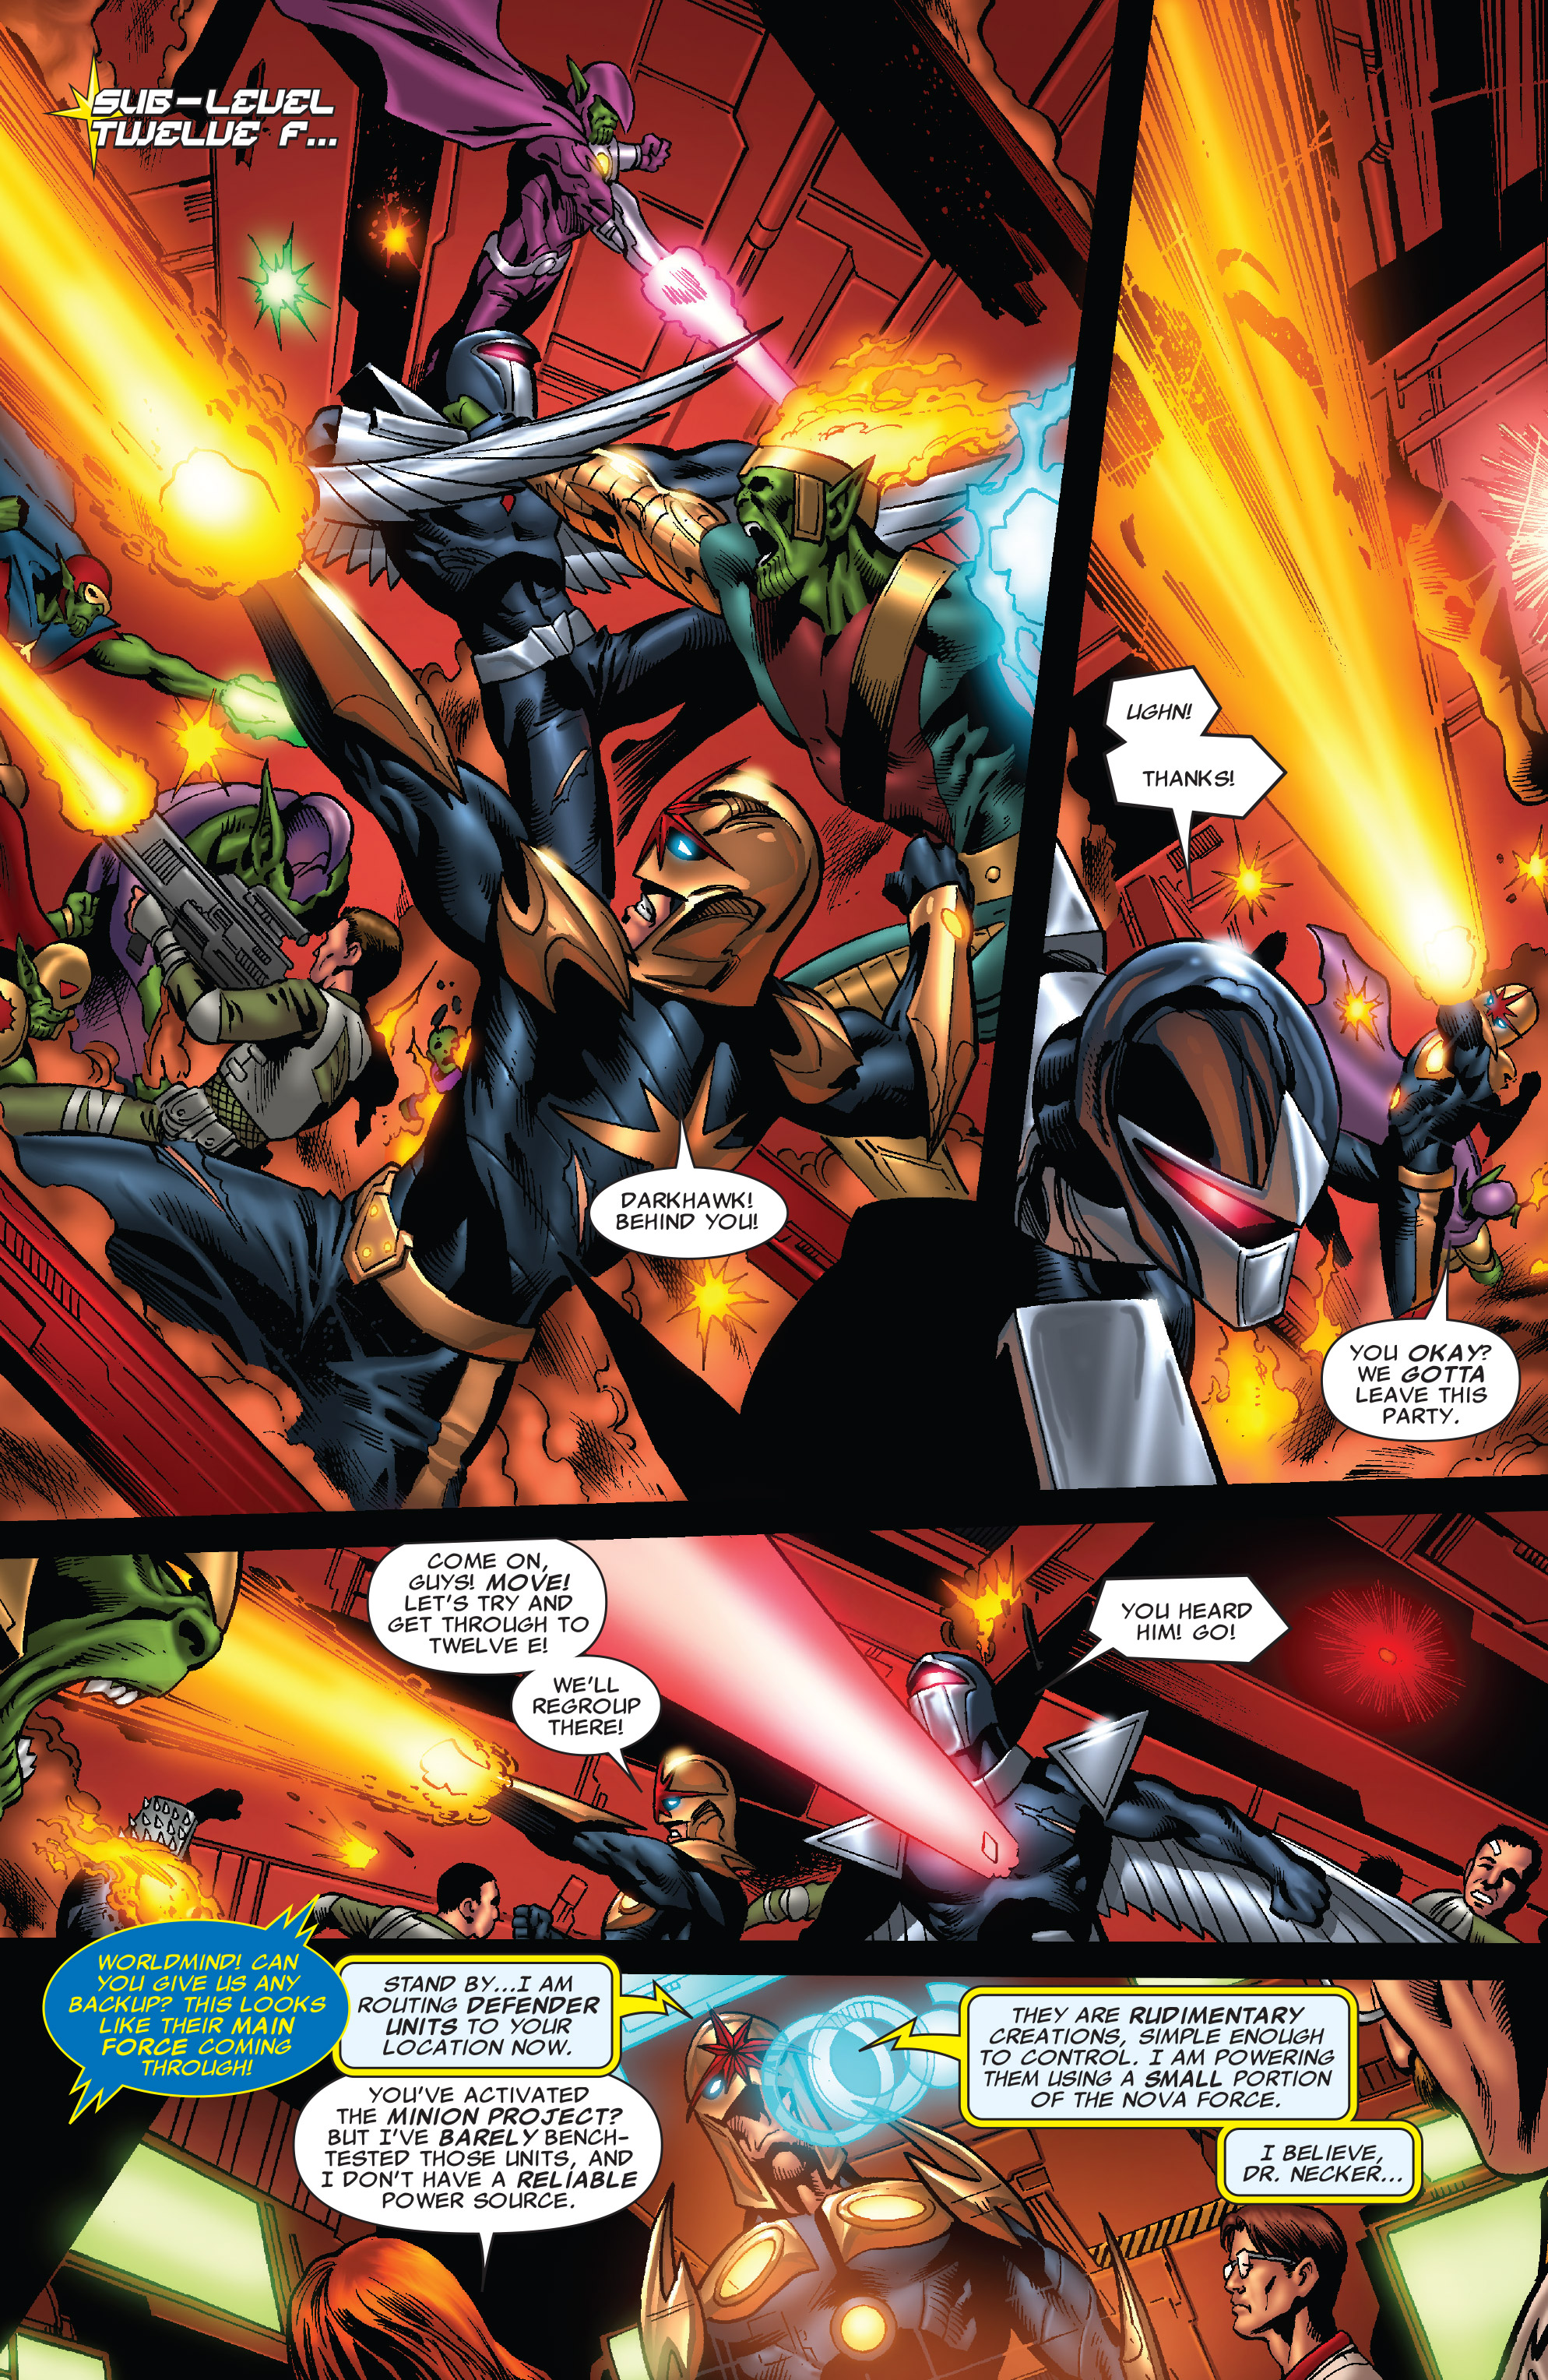 SUB-LEVEL
TWELVE F...
DARKHAWK!
BEHIND YOU!
UGHN!
THANKS!
YOU OKAY?
WE GOTTA
LEAVE THIS
PARTY.
COME ON,
GUYS! MOVE!
LET'S TRY AND
GET THROUGH TO
TWELVE E!
WE'LL
REGROUP
THERE!
YOU HEARD
HIM! GO!
WORLDMIND! CAN
YOU GIVE US ANY
BACKUP? THIS LOOKS
LIKE THEIR MAIN
FORCE COMING
THROUGH!
STAND BY...I AM
ROUTING DEFENDER
UNITS TO YOUR
LOCATION NOW.
YOU'VE ACTIVATED
THE MINION PROJECT?
BUT I'VE BARELY BENCH-
TESTED THOSE UNITS, AND
I DON'T HAVE A RELIABLE
POWER SOURCE.
THEY ARE RUDIMENTARY
CREATIONS, SIMPLE ENOUGH
TO CONTROL. I AM POWERING
THEM USING A SMALL PORTION
OF THE NOVA FORCE.
I BELIEVE,
DR. NECKER...